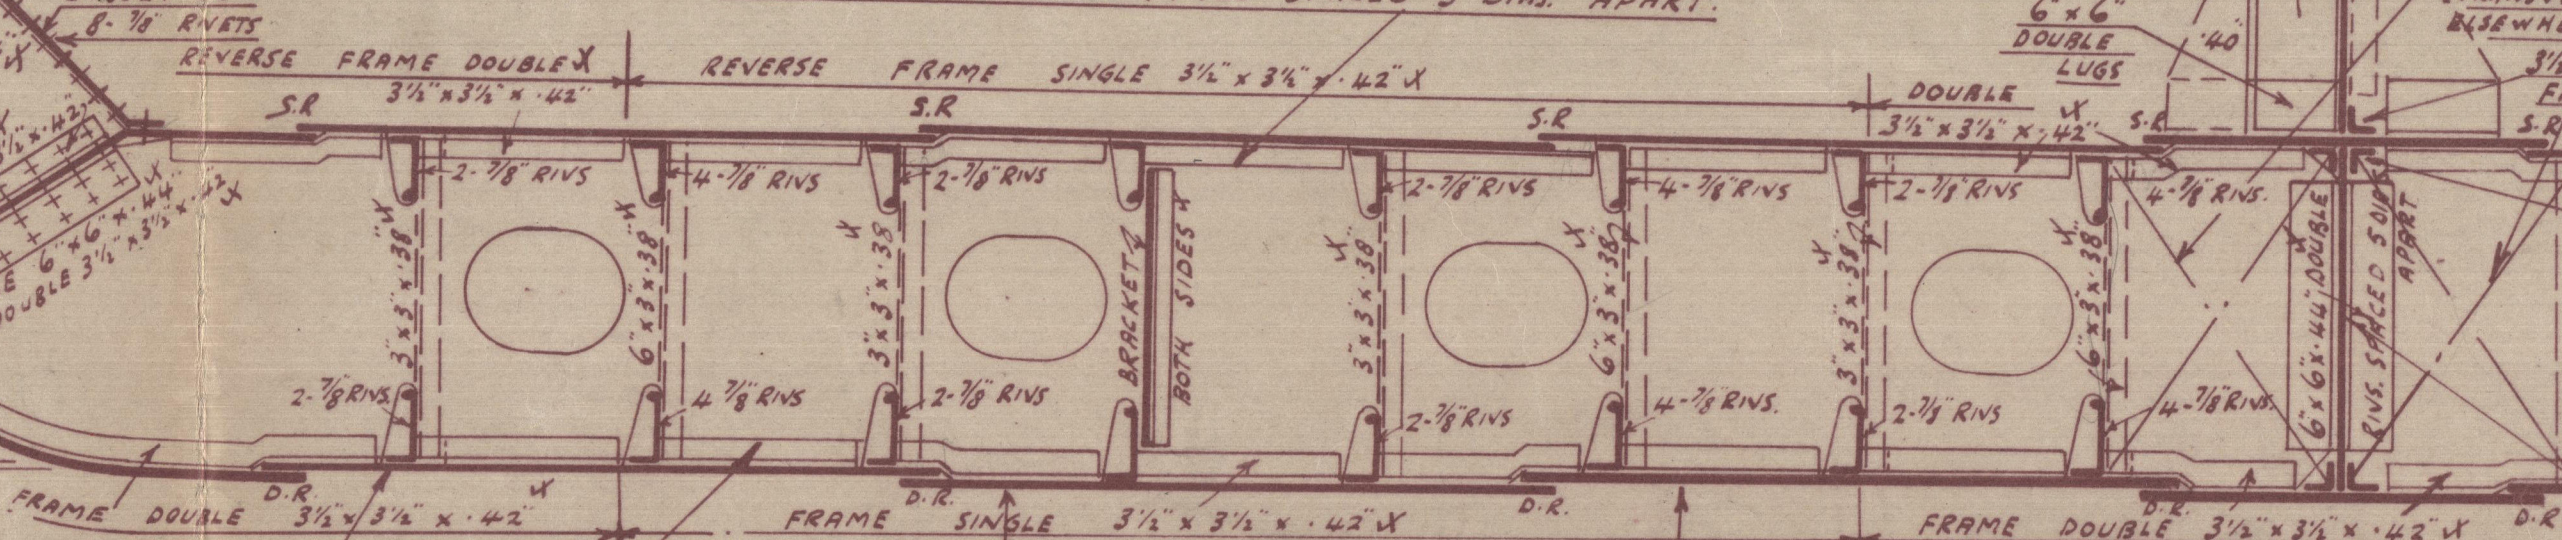 8-7/8" RIVETS
APART.
6" x 6"
DOUBLE
LUGS
.40"
ELSEWHE
REVERSE FRAME DOUBLE X
3½" x 3½" x .42"
REVERSE FRAME SINGLE 3½" x 3½" x .42" X
DOUBLE
3½" x 3½" x .42" X
S.R
S.R
S.R
S.R
S.R
2-7/8" RIVS
4-7/8" RIVS
2-7/8" RIVS
2-7/8" RIVS
4-7/8" RIVS
2-7/8" RIVS
4-7/8" RIVS.
6" x 6" x .44" X
DOUBLE 3½" x 3½" x .42 X
3" x 3" x .38" X
6" x 3" x .38" X
3" x 3" x .38 X
BRACKET
BOTH SIDES X
3" x 3" x .38" X
6" x 3" x .38" X
3" x 3" x .38" X
6" x 3" x .38" X
6" x 6" x .44" DOUBLE X
RIVS. SPACED 5 DIA
APART
2-7/8" RIVS.
4 7/8" RIVS
2-7/8" RIVS
2-7/8" RIVS
4-7/8" RIVS.
2-7/8" RIVS
4-7/8" RIVS.
D.R.
D.R.
D.R.
D.R.
D.R
FRAME DOUBLE 3½" x 3½" x .42" X
FRAME SINGLE 3½" x 3½" x .42" X
FRAME DOUBLE 3½" x 3½" x .42" X